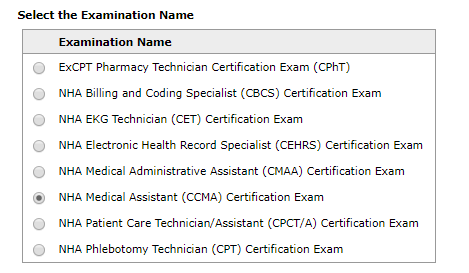 Select the Examination Name
Examination Name
ExCPT Pharmacy Technician Certification Exam (CPhT)
NHA Billing and Coding Specialist (CBCS) Certification Exam
NHA EKG Technician (CET) Certification Exam
NHA Electronic Health Record Specialist (CEHRS) Certification Exam
NHA Medical Administrative Assistant (CMAA) Certification Exam
NHA Medical Assistant (CCMA) Certification Exam
NHA Patient Care Technician/Assistant (CPCT/A) Certification Exam
NHA Phlebotomy Technician (CPT) Certification Exam